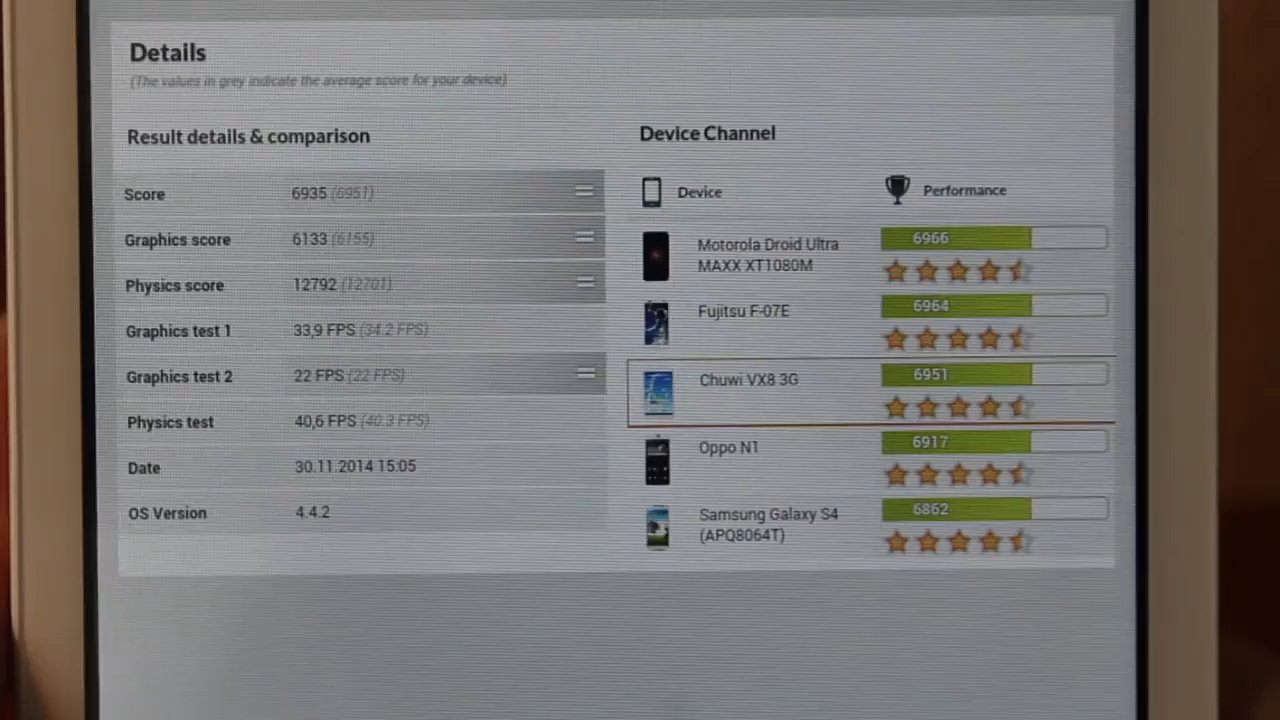 Details
(The values in grey indicate the average score for your device)
Result details & comparison
Score 6935 (6951)
Graphics score 6133 (6155)
Physics score 12792 (12701)
Graphics test 1 33,9 FPS (34.2 FPS)
Graphics test 2 22 FPS (22 FPS)
Physics test 40,6 FPS (40.3 FPS)
Date 30.11.2014 15:05
OS Version 4.4.2
Device Channel
Device Performance
Motorola Droid Ultra 6966
MAXX XT1080M
Fujitsu F-07E 6964
Chuwi VX8 3G 6951
Oppo N1 6917
Samsung Galaxy S4 6862
(APQ8064T)